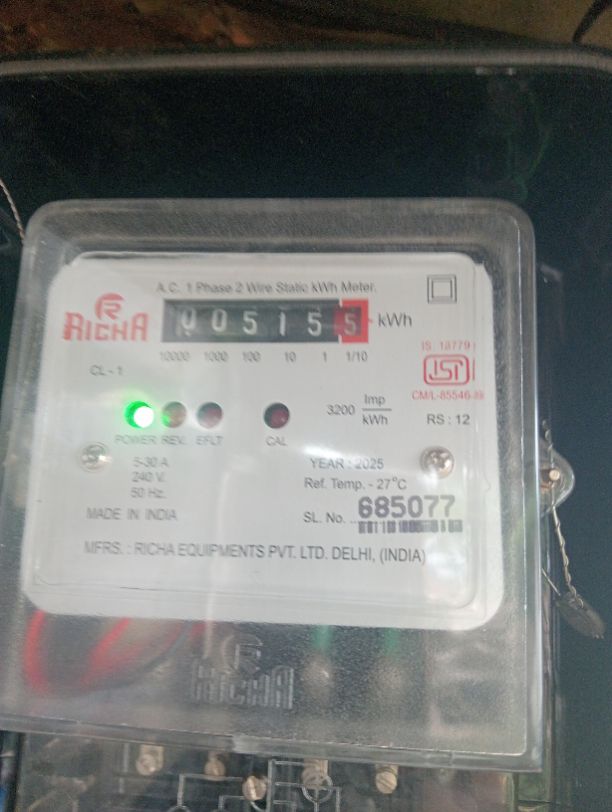 A.C. 1 Phase 2 Wire Static kWh Meter.
RICHA
005155 kWh
10000 1000 100 10 1 1/10
IS : 13779
ISI
CL - 1
CM/L-85546
3200 Imp/kWh
RS : 12
POWER REV. EFLT CAL
5-30 A
240 V.
50 Hz.
YEAR : 2025
Ref. Temp. - 27°C
MADE IN INDIA
SL. No. 685077
MFRS. : RICHA EQUIPMENTS PVT. LTD. DELHI, (INDIA)
RICHA